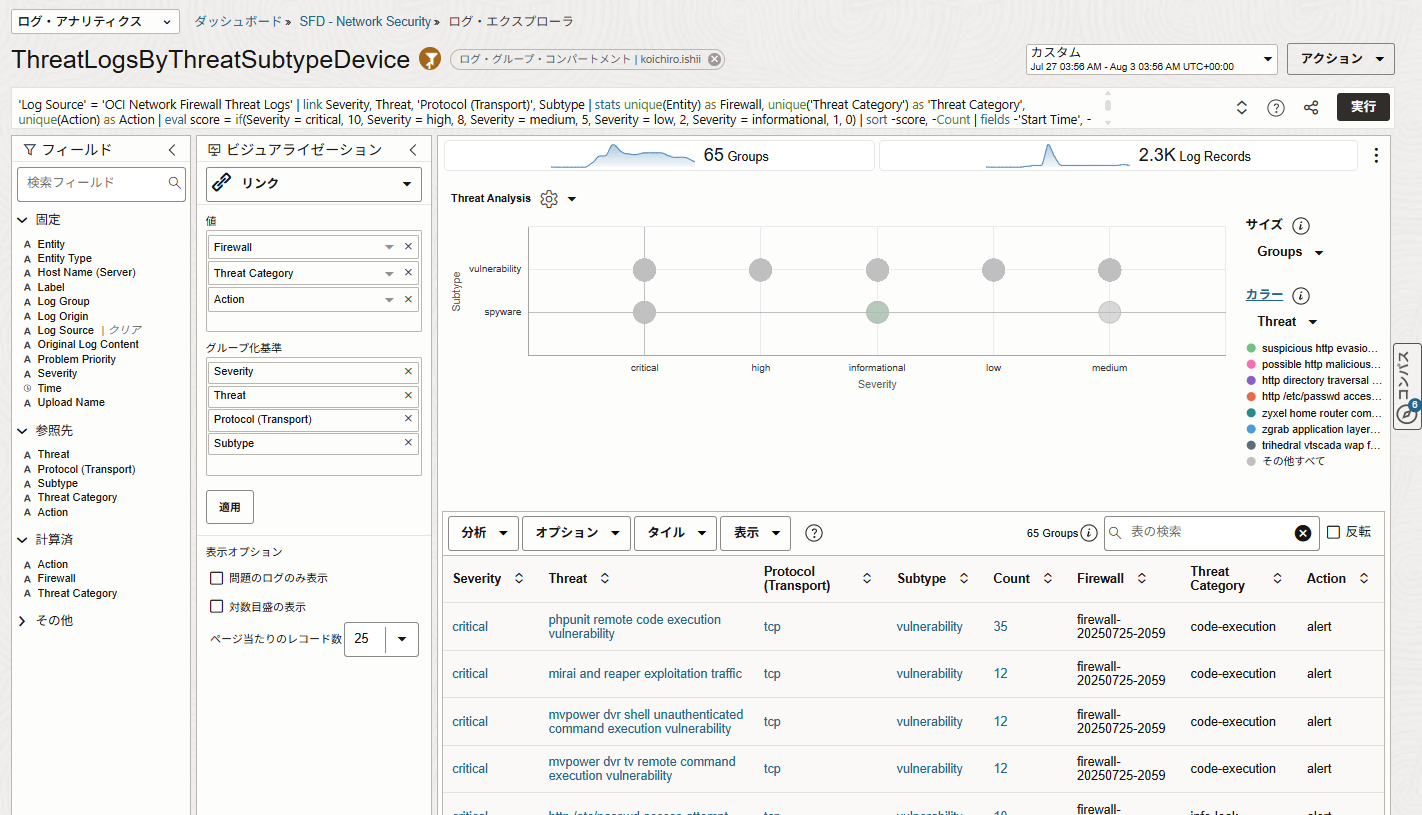 ログ・アナリティクス
ダッシュボード » SFD - Network Security » ログ・エクスプローラ
ThreatLogsByThreatSubtypeDevice
ログ・グループ・コンパートメント | koichiro.ishii
カスタム
Jul 27 03:56 AM - Aug 3 03:56 AM UTC+00:00
アクション
'Log Source' = 'OCI Network Firewall Threat Logs' | link Severity, Threat, 'Protocol (Transport)', Subtype | stats unique(Entity) as Firewall, unique('Threat Category') as 'Threat Category',
unique(Action) as Action | eval score = if(Severity = critical, 10, Severity = high, 8, Severity = medium, 5, Severity = low, 2, Severity = informational, 1, 0) | sort -score, -Count | fields -'Start Time', -
実行
フィールド
検索フィールド
固定
Entity
Entity Type
Host Name (Server)
Label
Log Group
Log Origin
Log Source | クリア
Original Log Content
Problem Priority
Severity
Time
Upload Name
参照先
Threat
Protocol (Transport)
Subtype
Threat Category
Action
計算済
Action
Firewall
Threat Category
その他
ビジュアライゼーション
リンク
値
Firewall
Threat Category
Action
グループ化基準
Severity
Threat
Protocol (Transport)
Subtype
適用
表示オプション
問題のログのみ表示
対数目盛の表示
ページ当たりのレコード数 25
65 Groups
2.3K Log Records
Threat Analysis
Subtype
vulnerability
spyware
critical high informational low medium
Severity
サイズ
Groups
カラー
Threat
suspicious http evasio...
possible http malicious...
http directory traversal ...
http /etc/passwd acces...
zyxel home router com...
zgrab application layer...
trihedral vtscada wap f...
その他すべて
コンパス
6
分析 オプション タイル 表示
65 Groups
表の検索
反転
Severity Threat Protocol (Transport) Subtype Count Firewall Threat Category Action
critical phpunit remote code execution vulnerability tcp vulnerability 35 firewall-20250725-2059 code-execution alert
critical mirai and reaper exploitation traffic tcp vulnerability 12 firewall-20250725-2059 code-execution alert
critical mvpower dvr shell unauthenticated command execution vulnerability tcp vulnerability 12 firewall-20250725-2059 code-execution alert
critical mvpower dvr tv remote command execution vulnerability tcp vulnerability 12 firewall-20250725-2059 code-execution alert
critical http /etc/passwd access attempt tcp vulnerability 10 firewall- info-leak alert